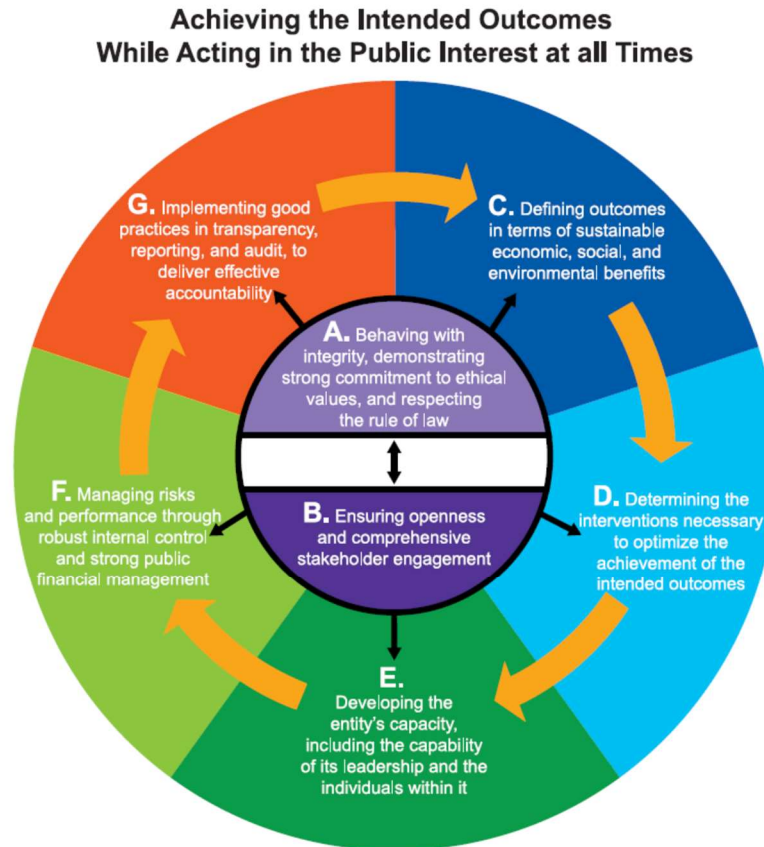 Achieving the Intended Outcomes
While Acting in the Public Interest at all Times
G. Implementing good
practices in transparency,
reporting, and audit, to
deliver effective
accountability
C. Defining outcomes
in terms of sustainable
economic, social, and
environmental benefits
A. Behaving with
integrity, demonstrating
strong commitment to ethical
values, and respecting
the rule of law
B. Ensuring openness
and comprehensive
stakeholder engagement
D. Determining the
interventions necessary
to optimize the
achievement of the
intended outcomes
E.
Developing the
entity's capacity,
including the capability
of its leadership and the
individuals within it
F. Managing risks
and performance through
robust internal control
and strong public
financial management